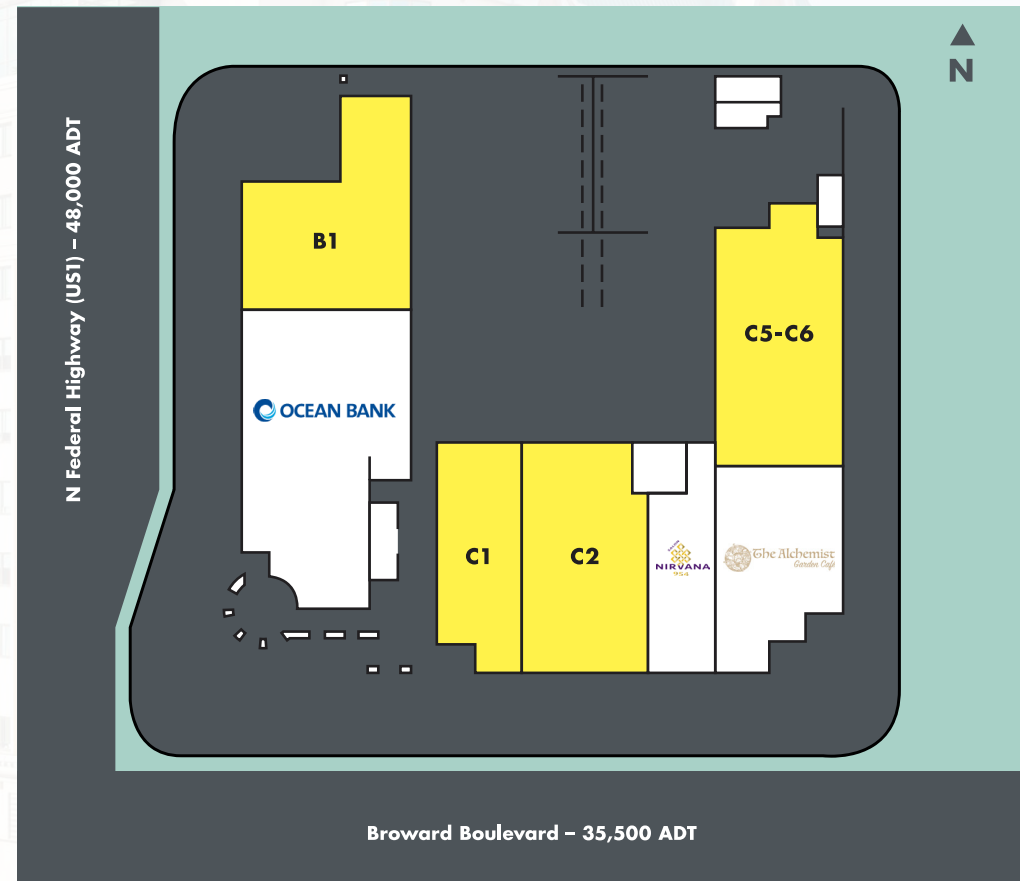 N
N Federal Highway (US1) – 48,000 ADT
B1
C5-C6
OCEAN BANK
C1
C2
NIRVANA
954
The Alchemist
Garden Cafe
Broward Boulevard – 35,500 ADT